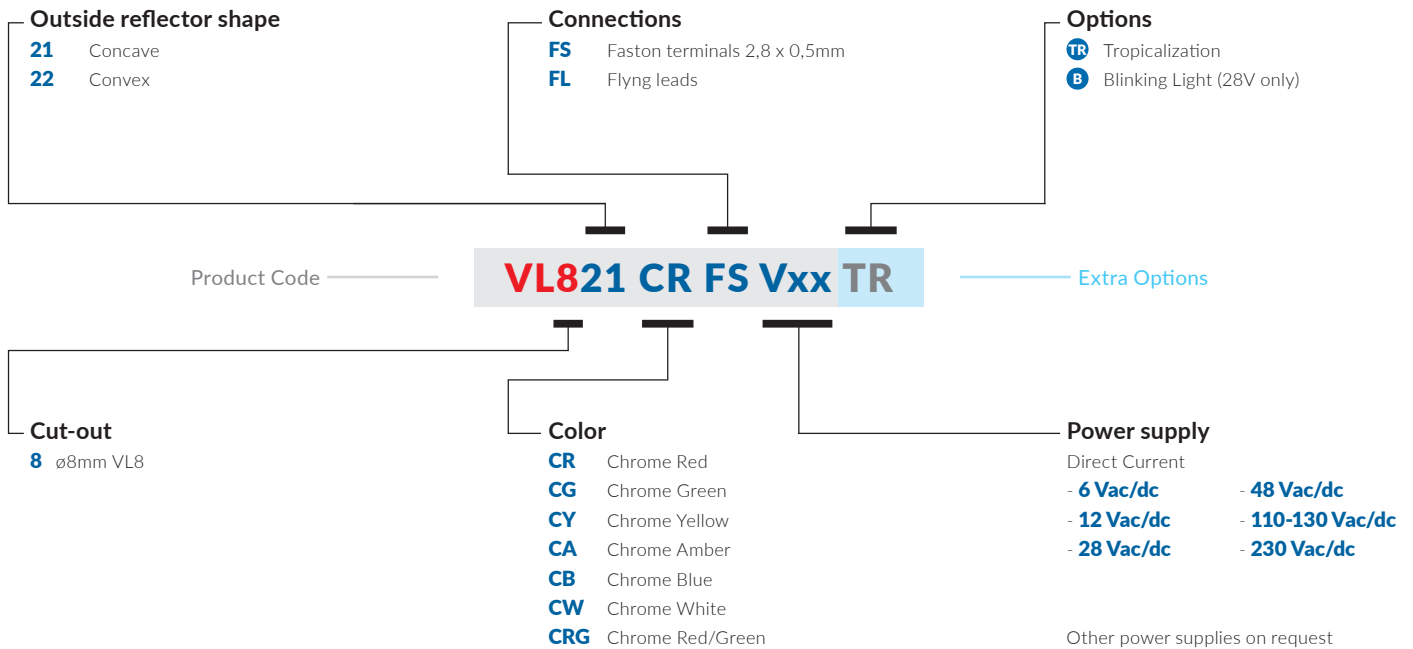 Outside reflector shape
21 Concave
22 Convex
Connections
FS Faston terminals 2,8 x 0,5mm
FL Flyng leads
Options
TR Tropicalization
B Blinking Light (28V only)
Product Code
VL821 CR FS Vxx TR
Extra Options
Cut-out
8 ø8mm VL8
Color
CR Chrome Red
CG Chrome Green
CY Chrome Yellow
CA Chrome Amber
CB Chrome Blue
CW Chrome White
CRG Chrome Red/Green
Power supply
Direct Current
- 6 Vac/dc - 48 Vac/dc
- 12 Vac/dc - 110-130 Vac/dc
- 28 Vac/dc - 230 Vac/dc
Other power supplies on request